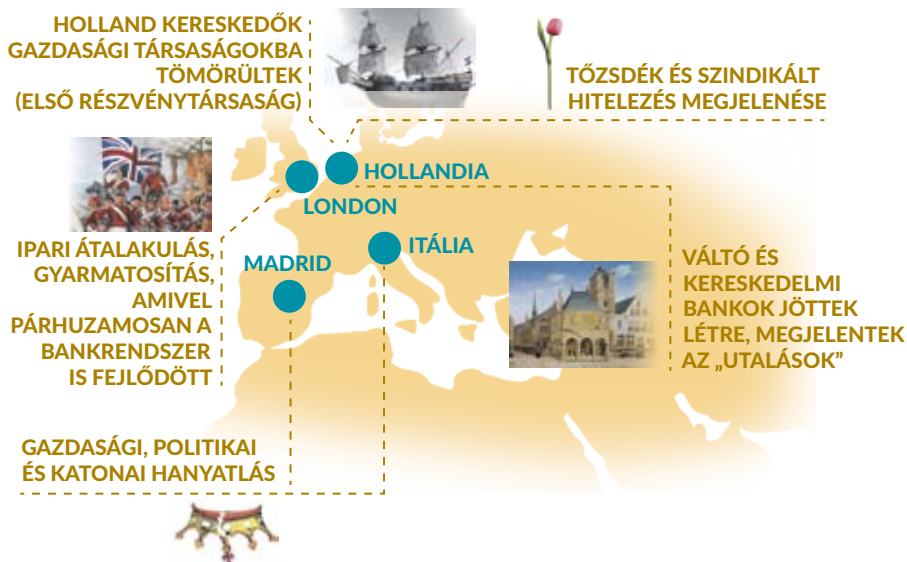 HOLLAND KERESKEDŐK
GAZDASÁGI TÁRSASÁGOKBA
TÖMÖRÜLTEK
(ELSŐ RÉSZVÉNYTÁRSASÁG)
TŐZSDÉK ÉS SZINDIKÁLT
HITELEZÉS MEGJELENÉSE
HOLLANDIA
LONDON
ITÁLIA
MADRID
IPARI ÁTALAKULÁS,
GYARMATOSÍTÁS,
AMIVEL
PÁRHUZAMOSAN A
BANKRENDSZER
IS FEJLŐDÖTT
VÁLTÓ ÉS
KERESKEDELMI
BANKOK JÖTTEK
LÉTRE, MEGJELENTEK
AZ „UTALÁSOK”
GAZDASÁGI, POLITIKAI
ÉS KATONAI HANYATLÁS